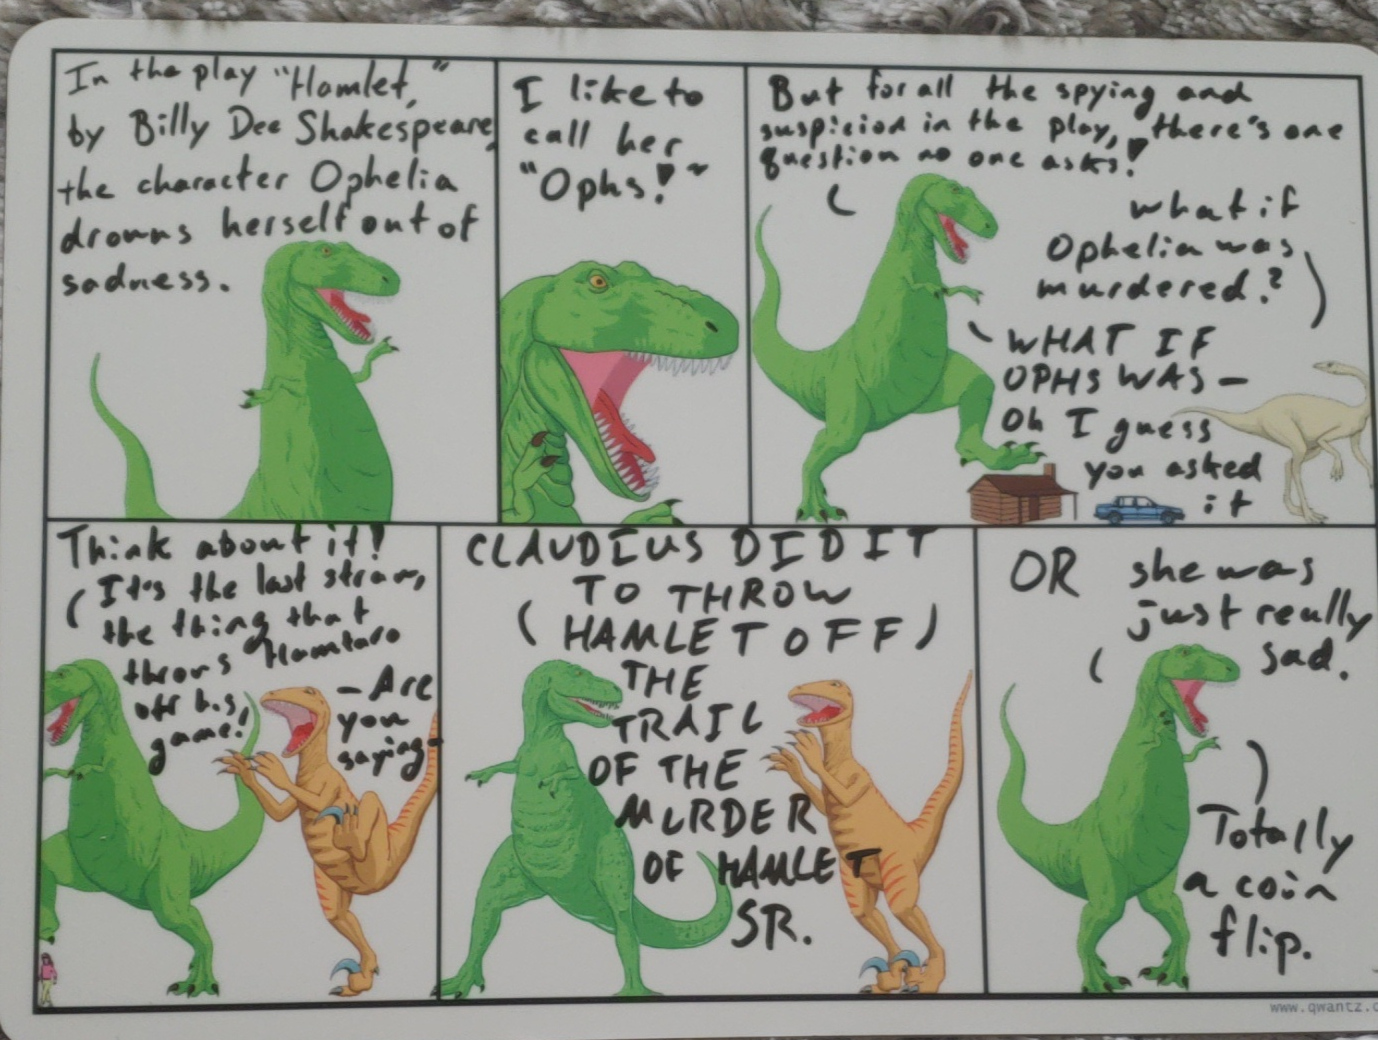 In the play "Hamlet,"
by Billy Dee Shakespeare,
the character Ophelia
drowns herself out of
sadness.
I like to
call her
"Ophs!"
But for all the spying and
suspicion in the play, there's one
question no one asks!
What if
Ophelia was
murdered?
WHAT IF
OPHS WAS -
Oh I guess
you asked
it
Think about it!
It's the last straw,
the thing that
throws Hamtaro
off his
game!
- Are
you
saying-
CLAUDIUS DID IT
TO THROW
HAMLET OFF
THE
TRAIL
OF THE
MURDER
OF HAMLET
SR.
OR she was
just really
sad.
Totally
a coin
flip.